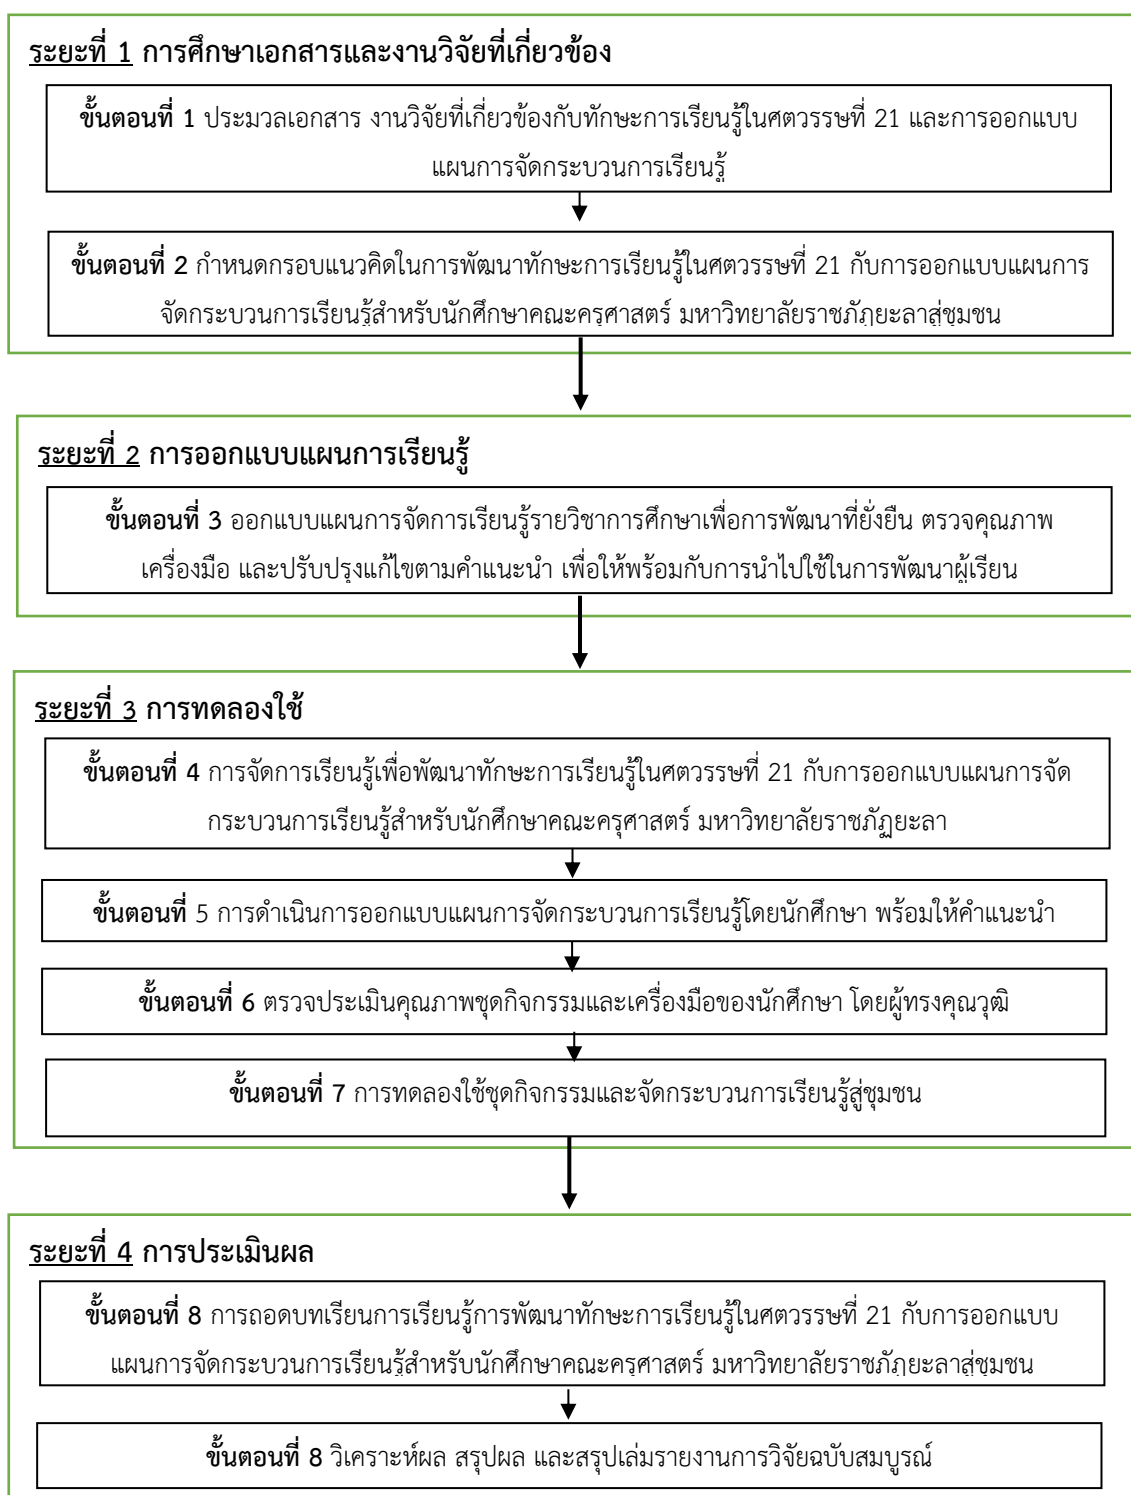 ระยะที่ 1 การศึกษาเอกสารและงานวิจัยที่เกี่ยวข้อง
ขั้นตอนที่ 1 ประมวลเอกสาร งานวิจัยที่เกี่ยวข้องกับทักษะการเรียนรู้ในศตวรรษที่ 21 และการออกแบบ
แผนการจัดกระบวนการเรียนรู้
ขั้นตอนที่ 2 กำหนดกรอบแนวคิดในการพัฒนาทักษะการเรียนรู้ในศตวรรษที่ 21 กับการออกแบบแผนการ
จัดกระบวนการเรียนรู้สำหรับนักศึกษาคณะครุศาสตร์ มหาวิทยาลัยราชภัฏยะลาสู่ชุมชน
ระยะที่ 2 การออกแบบแผนการเรียนรู้
ขั้นตอนที่ 3 ออกแบบแผนการจัดการเรียนรู้รายวิชาการศึกษาเพื่อการพัฒนาที่ยั่งยืน ตรวจคุณภาพ
เครื่องมือ และปรับปรุงแก้ไขตามคำแนะนำ เพื่อให้พร้อมกับการนำไปใช้ในการพัฒนาผู้เรียน
ระยะที่ 3 การทดลองใช้
ขั้นตอนที่ 4 การจัดการเรียนรู้เพื่อพัฒนาทักษะการเรียนรู้ในศตวรรษที่ 21 กับการออกแบบแผนการจัด
กระบวนการเรียนรู้สำหรับนักศึกษาคณะครุศาสตร์ มหาวิทยาลัยราชภัฏยะลา
ขั้นตอนที่ 5 การดำเนินการออกแบบแผนการจัดกระบวนการเรียนรู้โดยนักศึกษา พร้อมให้คำแนะนำ
ขั้นตอนที่ 6 ตรวจประเมินคุณภาพชุดกิจกรรมและเครื่องมือของนักศึกษา โดยผู้ทรงคุณวุฒิ
ขั้นตอนที่ 7 การทดลองใช้ชุดกิจกรรมและจัดกระบวนการเรียนรู้สู่ชุมชน
ระยะที่ 4 การประเมินผล
ขั้นตอนที่ 8 การถอดบทเรียนการเรียนรู้การพัฒนาทักษะการเรียนรู้ในศตวรรษที่ 21 กับการออกแบบ
แผนการจัดกระบวนการเรียนรู้สำหรับนักศึกษาคณะครุศาสตร์ มหาวิทยาลัยราชภัฏยะลาสู่ชุมชน
ขั้นตอนที่ 8 วิเคราะห์ผล สรุปผล และสรุปเล่มรายงานการวิจัยฉบับสมบูรณ์